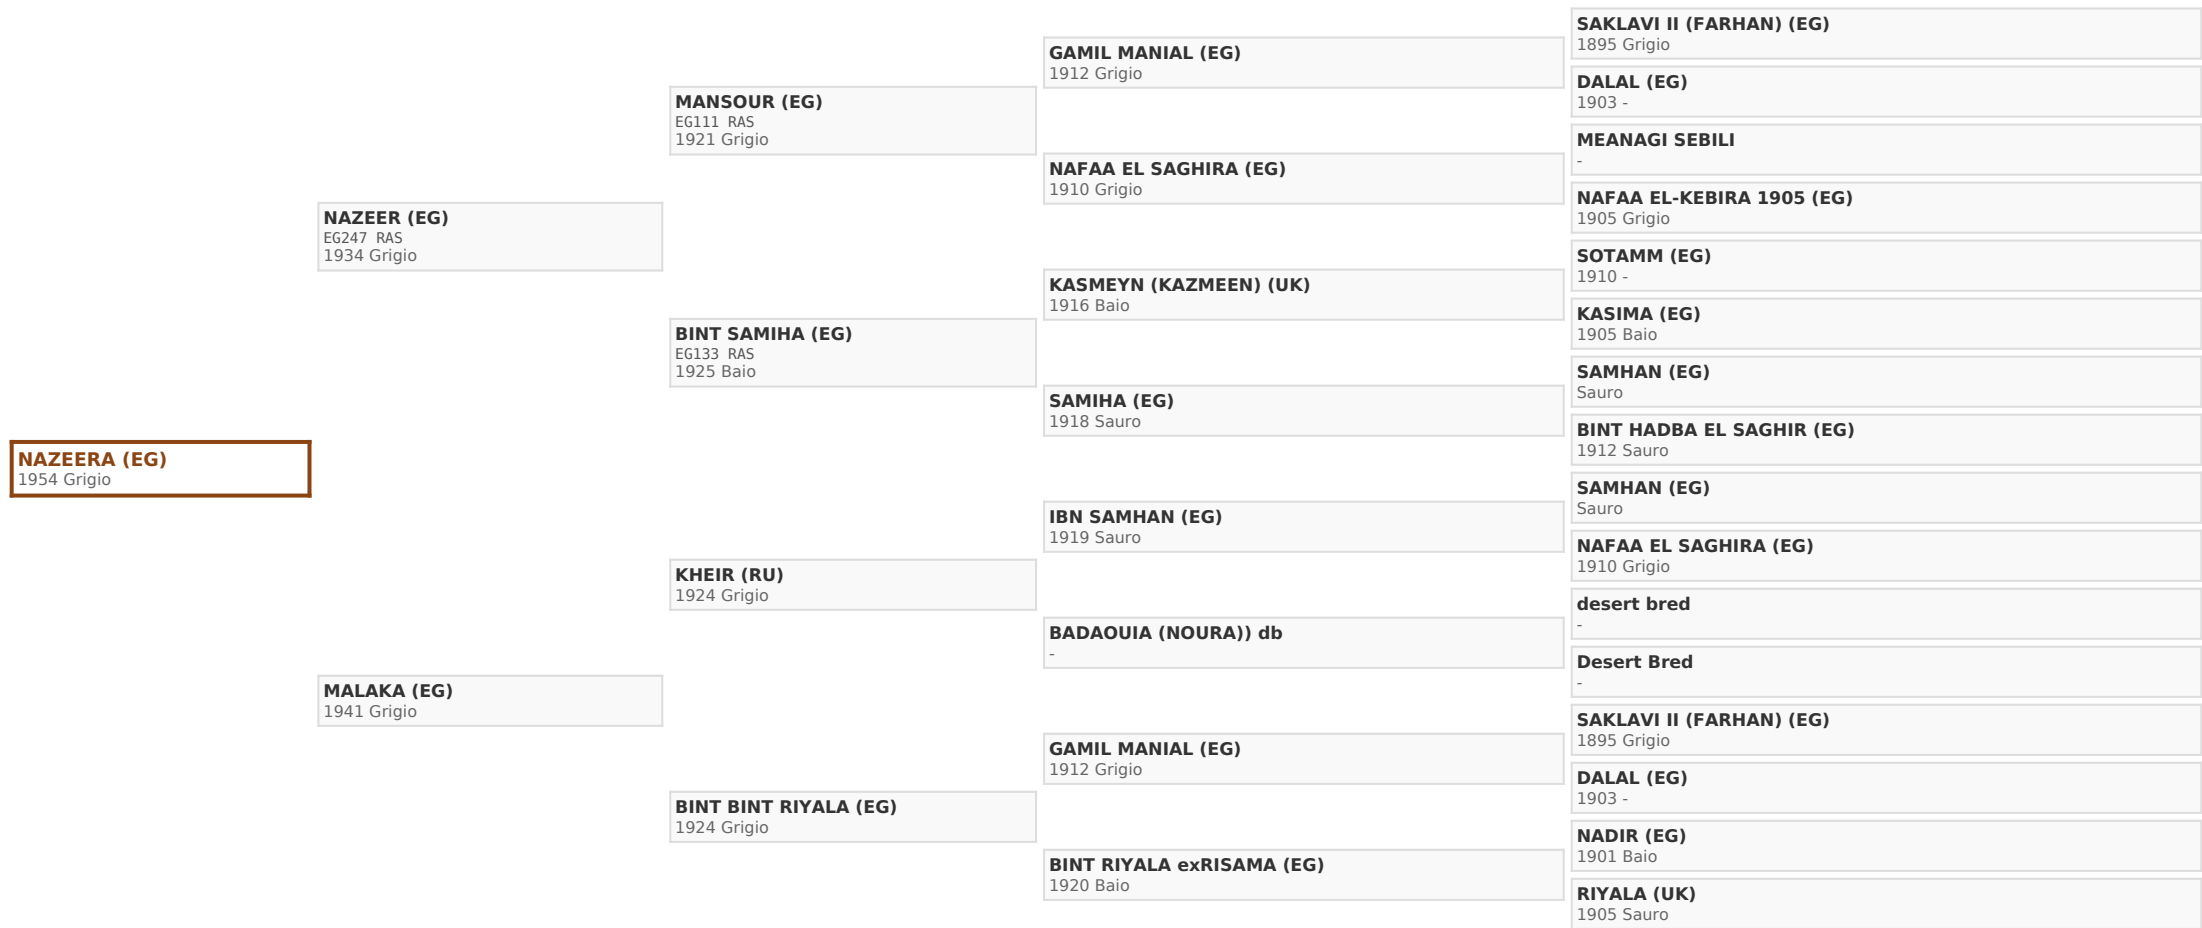 NAZEERA (EG)
1954 Grigio
NAZEER (EG)
EG247 RAS
1934 Grigio
MALAKA (EG)
1941 Grigio
MANSOUR (EG)
EG111 RAS
1921 Grigio
BINT SAMIHA (EG)
EG133 RAS
1925 Baio
KHEIR (RU)
1924 Grigio
BINT BINT RIYALA (EG)
1924 Grigio
GAMIL MANIAL (EG)
1912 Grigio
NAFAA EL SAGHIRA (EG)
1910 Grigio
KASMEYN (KAZMEEN) (UK)
1916 Baio
SAMIHA (EG)
1918 Sauro
IBN SAMHAN (EG)
1919 Sauro
BADAOUIA (NOURA)) db
-
GAMIL MANIAL (EG)
1912 Grigio
BINT RIYALA exRISAMA (EG)
1920 Baio
SAKLAVI II (FARHAN) (EG)
1895 Grigio
DALAL (EG)
1903 -
MEANAGI SEBILI
-
NAFAA EL-KEBIRA 1905 (EG)
1905 Grigio
SOTAMM (EG)
1910 -
KASIMA (EG)
1905 Baio
SAMHAN (EG)
Sauro
BINT HADBA EL SAGHIR (EG)
1912 Sauro
SAMHAN (EG)
Sauro
NAFAA EL SAGHIRA (EG)
1910 Grigio
desert bred
-
Desert Bred
-
SAKLAVI II (FARHAN) (EG)
1895 Grigio
DALAL (EG)
1903 -
NADIR (EG)
1901 Baio
RIYALA (UK)
1905 Sauro